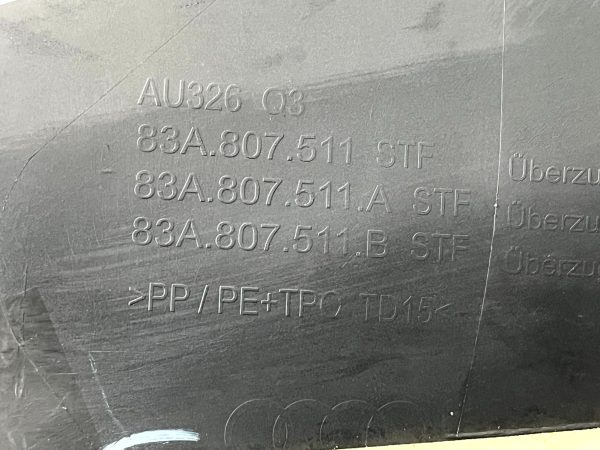 AU326 Q3
83A.807.511 STF Überzu
83A.807.511.A STF Überzu
83A.807.511.B STF Überzug
>PP/PE+TPO TD15<